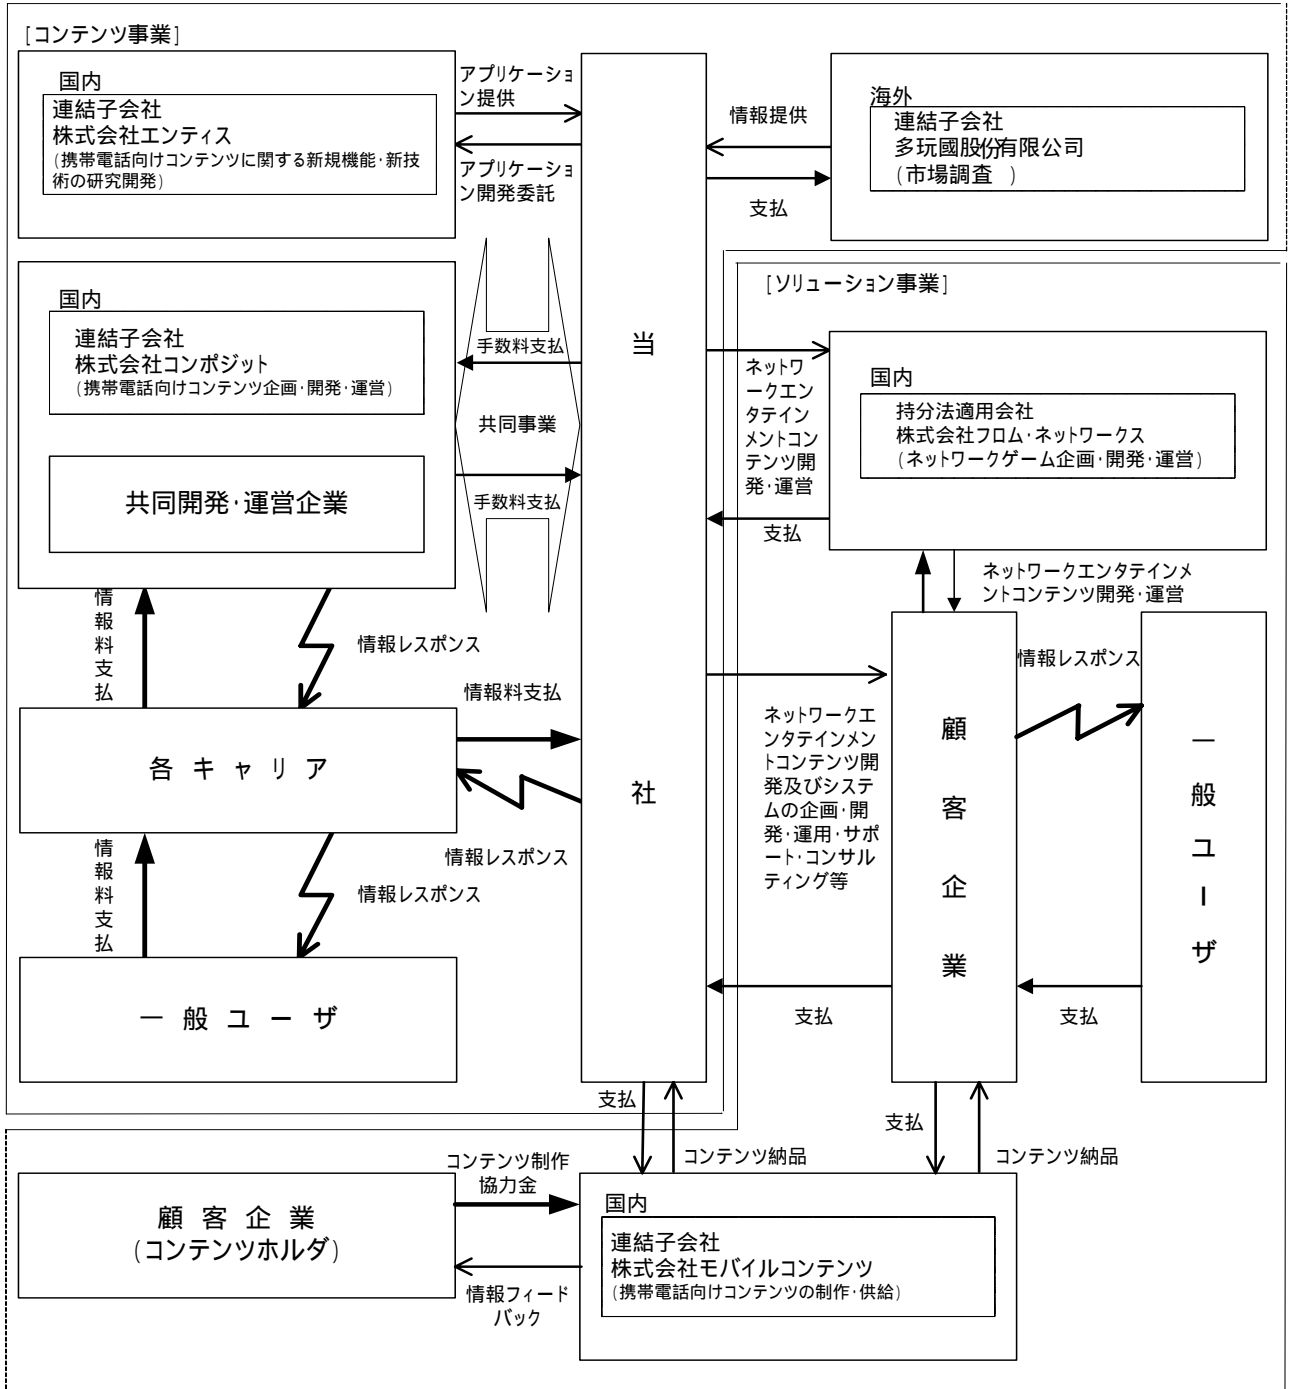 [コンテンツ事業]
国内
連結子会社
株式会社エンティス
(携帯電話向けコンテンツに関する新規機能・新技
術の研究開発)
アプリケーショ
ン提供
アプリケーショ
ン開発委託
情報提供
支払
海外
連結子会社
多玩國股份有限公司
(市場調査 )
国内
連結子会社
株式会社コンポジット
(携帯電話向けコンテンツ企画・開発・運営)
共同開発・運営企業
手数料支払
共同事業
手数料支払
当
社
[ソリューション事業]
ネットワ
ークエン
タテイン
メントコン
テンツ開
発・運営
支払
国内
持分法適用会社
株式会社フロム・ネットワークス
(ネットワークゲーム企画・開発・運営)
ネットワークエンタテインメ
ントコンテンツ開発・運営
情報料支払
情報レスポンス
情報料支払
各キャリア
情報レスポンス
情報料支払
情報レスポンス
一般ユーザ
ネットワークエ
ンタテインメン
トコンテンツ開
発及びシステ
ムの企画・開
発・運用・サポ
ート・コンサル
ティング等
支払
顧客企業
情報レスポンス
支払
一般ユーザ
支払
コンテンツ納品
支払
コンテンツ納品
顧客企業
(コンテンツホルダ)
コンテンツ制作
協力金
情報フィード
バック
国内
連結子会社
株式会社モバイルコンテンツ
(携帯電話向けコンテンツの制作・供給)